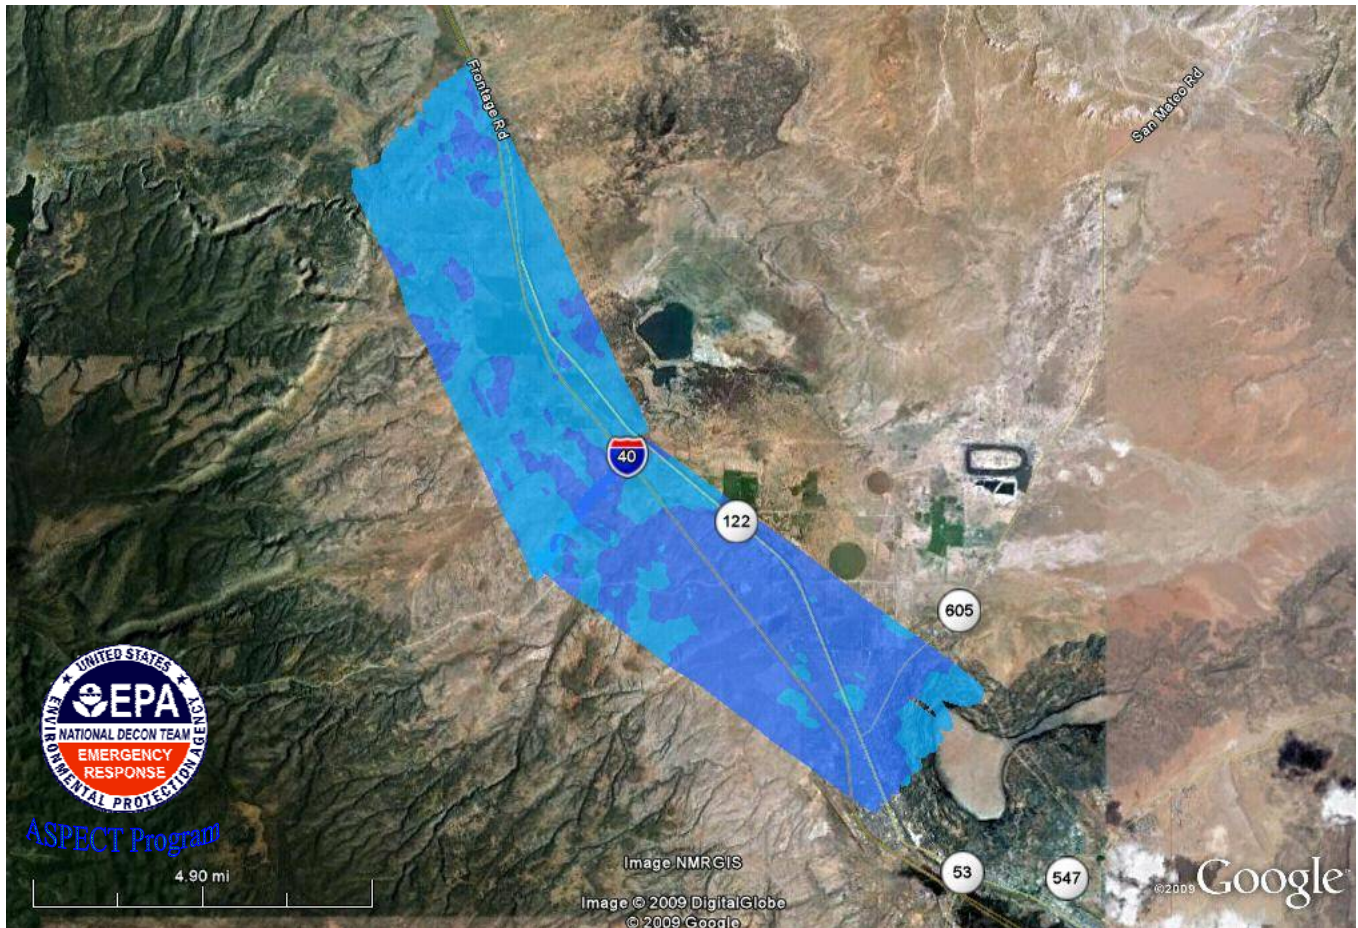 Frontage Rd
San Mateo Rd
40
122
605
UNITED STATES
EPA
NATIONAL DECON TEAM
EMERGENCY
RESPONSE
ENVIRONMENTAL PROTECTION AGENCY
ASPECT Program
4.90 mi
Image NMRGIS
Image © 2009 DigitalGlobe
© 2009 Google
53
547
©2009 Google